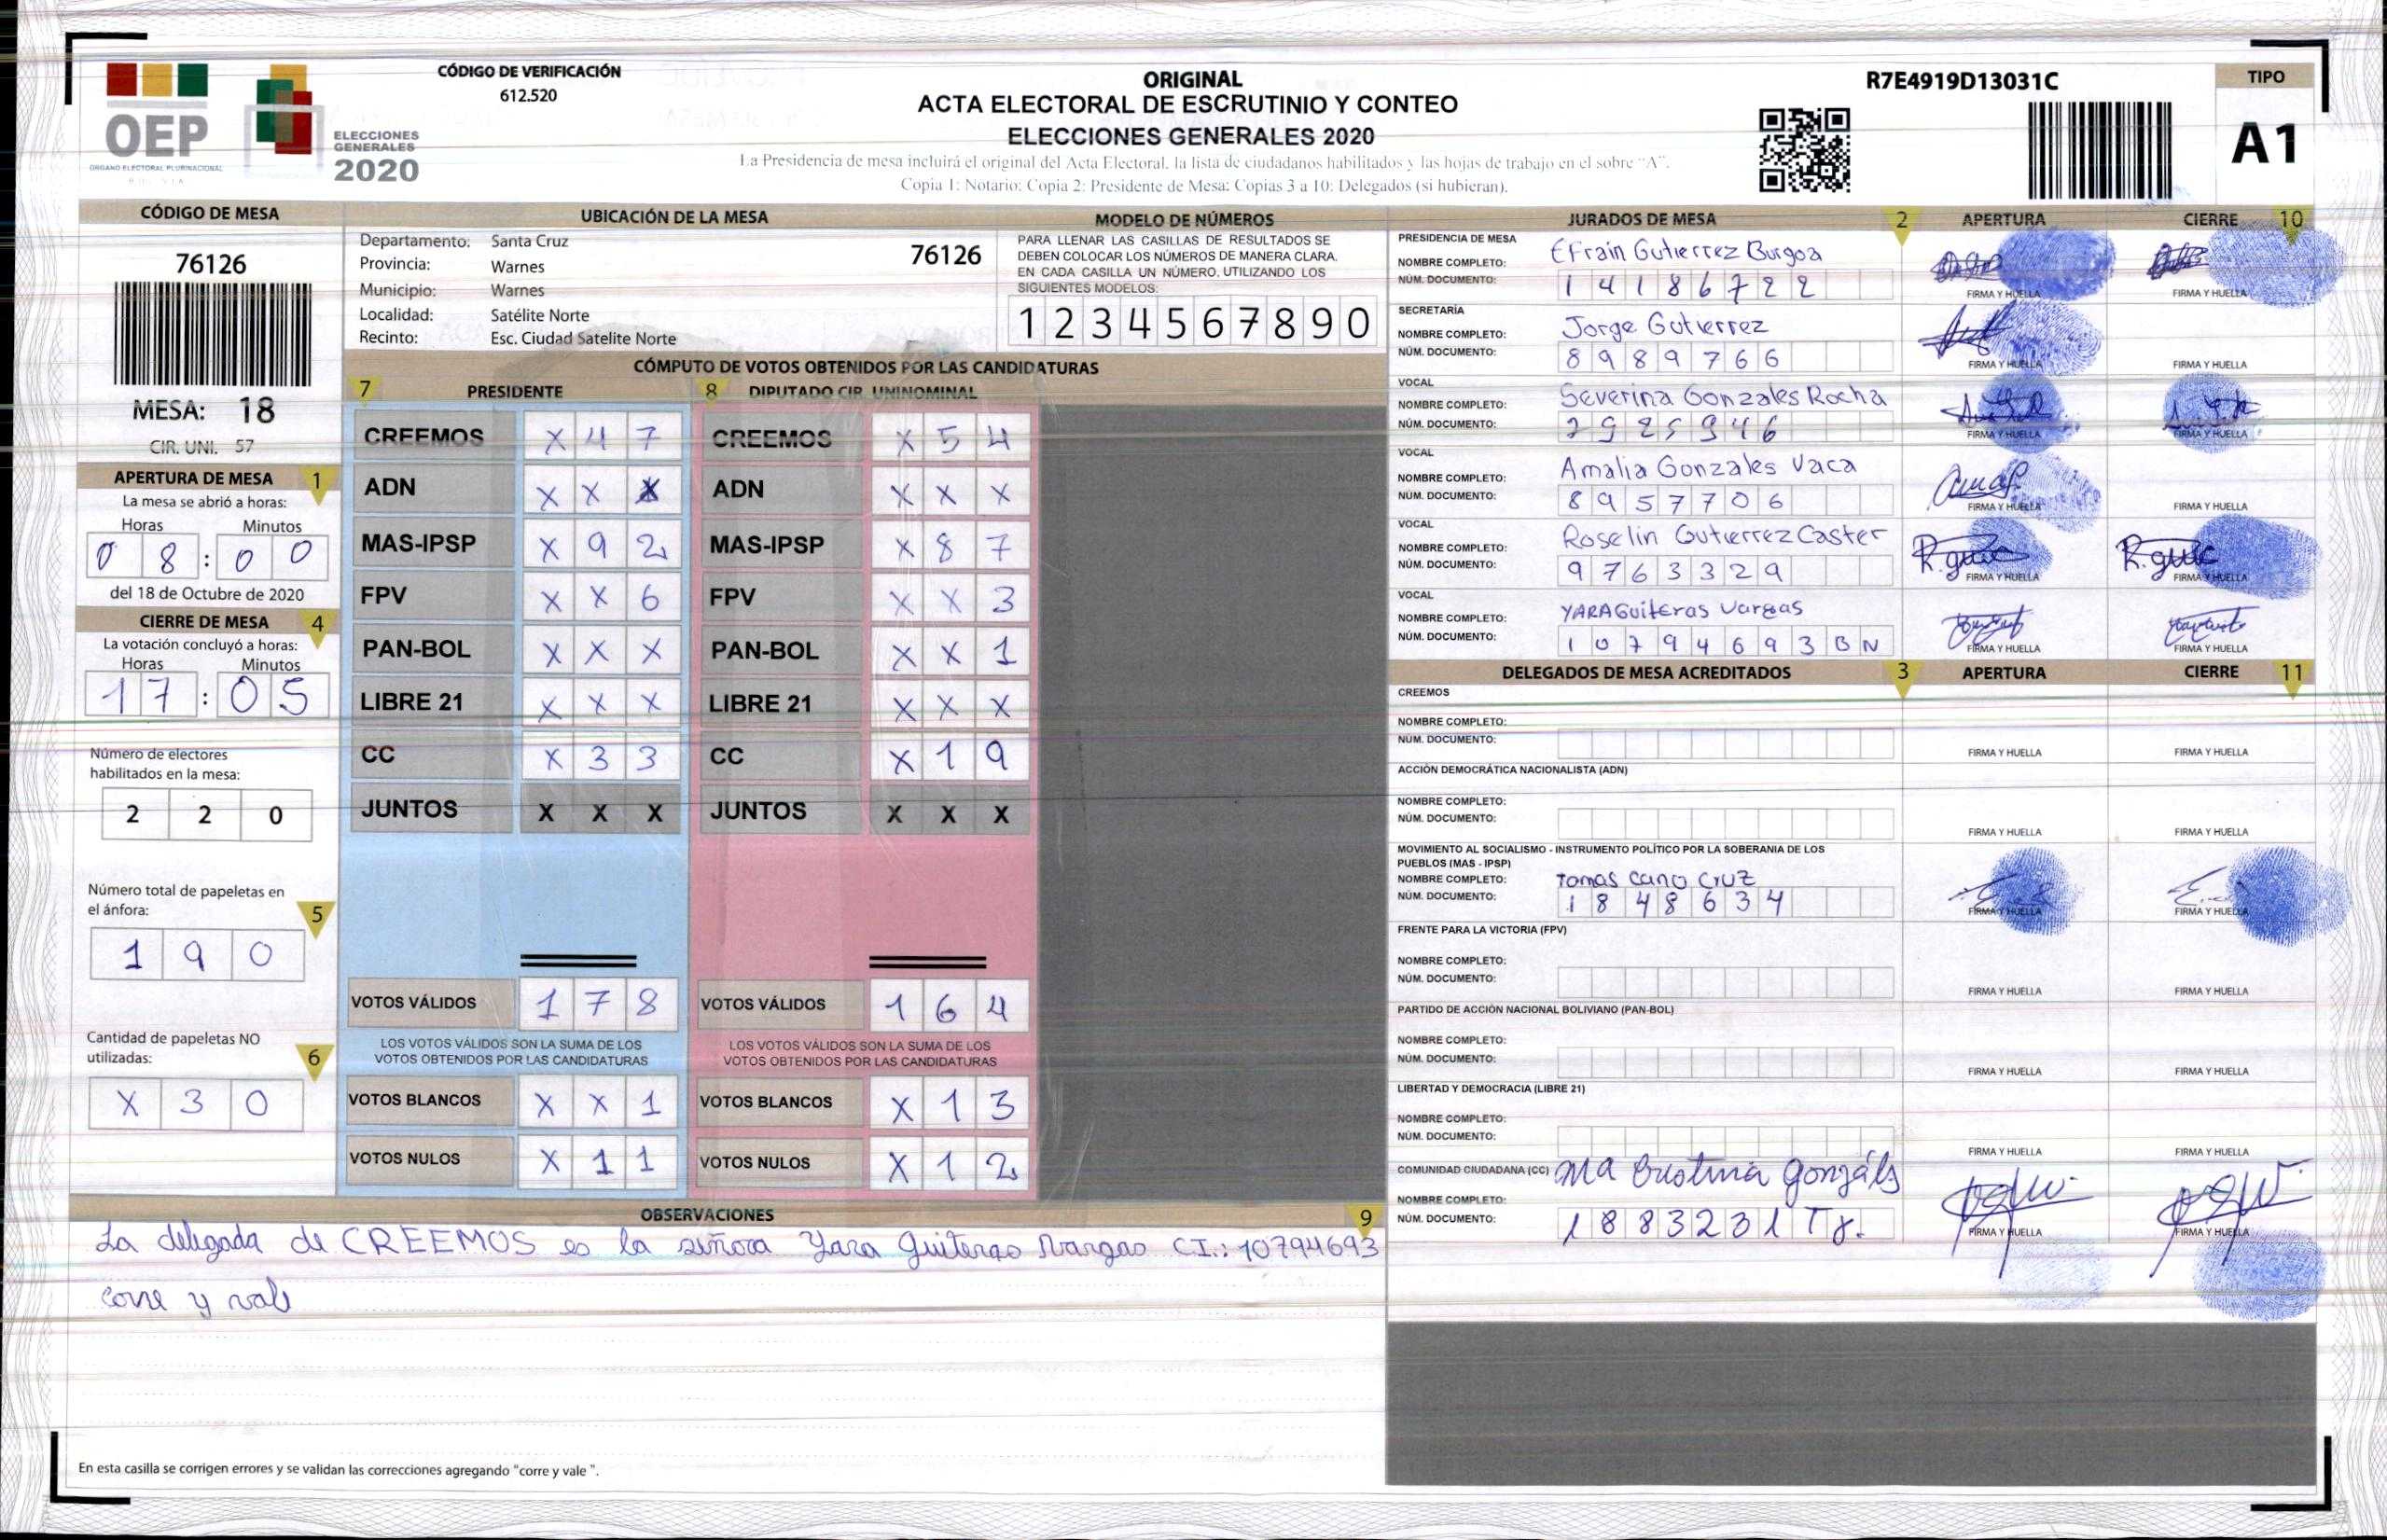 CÓDIGO DE VERIFICACIÓN
612.520
OEP
ORGANO ELECTORAL PLURINACIONAL
BOLIVIA
ELECCIONES
GENERALES
2020
ORIGINAL
ACTA ELECTORAL DE ESCRUTINIO Y CONTEO
ELECCIONES GENERALES 2020
La Presidencia de mesa incluirá el original del Acta Electoral, la lista de ciudadanos habilitados y las hojas de trabajo en el sobre "A".
Copia 1: Notario; Copia 2: Presidente de Mesa; Copias 3 a 10: Delegados (si hubieran).
R7E4919D13031C
TIPO
A1
CÓDIGO DE MESA
76126
MESA: 18
CIR. UNI. 57
APERTURA DE MESA 1
La mesa se abrió a horas:
Horas Minutos
0 8 : 0 0
del 18 de Octubre de 2020
CIERRE DE MESA 4
La votación concluyó a horas:
Horas Minutos
1 7 : 0 5
Número de electores
habilitados en la mesa:
2 2 0
Número total de papeletas en
el ánfora: 5
1 9 0
Cantidad de papeletas NO
utilizadas: 6
X 3 0
UBICACIÓN DE LA MESA
Departamento: Santa Cruz 76126
Provincia: Warnes
Municipio: Warnes
Localidad: Satélite Norte
Recinto: Esc. Ciudad Satelite Norte
MODELO DE NÚMEROS
PARA LLENAR LAS CASILLAS DE RESULTADOS SE
DEBEN COLOCAR LOS NÚMEROS DE MANERA CLARA.
EN CADA CASILLA UN NÚMERO, UTILIZANDO LOS
SIGUIENTES MODELOS:
1 2 3 4 5 6 7 8 9 0
CÓMPUTO DE VOTOS OBTENIDOS POR LAS CANDIDATURAS
7 PRESIDENTE 8 DIPUTADO CIR. UNINOMINAL
CREEMOS X 4 7 CREEMOS X 5 4
ADN X X X ADN X X X
MAS-IPSP X 9 2 MAS-IPSP X 8 7
FPV X X 6 FPV X X 3
PAN-BOL X X X PAN-BOL X X 1
LIBRE 21 X X X LIBRE 21 X X X
CC X 3 3 CC X 1 9
JUNTOS X X X JUNTOS X X X
VOTOS VÁLIDOS 1 7 8 VOTOS VÁLIDOS 1 6 4
LOS VOTOS VÁLIDOS SON LA SUMA DE LOS LOS VOTOS VÁLIDOS SON LA SUMA DE LOS
VOTOS OBTENIDOS POR LAS CANDIDATURAS VOTOS OBTENIDOS POR LAS CANDIDATURAS
VOTOS BLANCOS X X 1 VOTOS BLANCOS X 1 3
VOTOS NULOS X 1 1 VOTOS NULOS X 1 2
OBSERVACIONES 9
La delegada de CREEMOS es la señora Yara Guiteras Vargas CI.: 10794693
corre y vale
En esta casilla se corrigen errores y se validan las correcciones agregando "corre y vale ".
JURADOS DE MESA 2 APERTURA CIERRE 10
PRESIDENCIA DE MESA
NOMBRE COMPLETO: Efrain Gutierrez Burgoa
NÚM. DOCUMENTO: 1 4 1 8 6 7 2 2
FIRMA Y HUELLA FIRMA Y HUELLA
SECRETARÍA
NOMBRE COMPLETO: Jorge Gutierrez
NÚM. DOCUMENTO: 8 9 8 9 7 6 6
FIRMA Y HUELLA FIRMA Y HUELLA
VOCAL
NOMBRE COMPLETO: Severina Gonzales Rocha
NÚM. DOCUMENTO: 2 9 2 5 9 4 6
FIRMA Y HUELLA FIRMA Y HUELLA
VOCAL
NOMBRE COMPLETO: Amalia Gonzales Vaca
NÚM. DOCUMENTO: 8 9 5 7 7 0 6
FIRMA Y HUELLA FIRMA Y HUELLA
VOCAL
NOMBRE COMPLETO: Roselin Gutierrez Caster
NÚM. DOCUMENTO: 9 7 6 3 3 2 9
R.gutie R.gutie
FIRMA Y HUELLA FIRMA Y HUELLA
VOCAL
NOMBRE COMPLETO: YARA Guiteras Vargas
NÚM. DOCUMENTO: 1 0 7 9 4 6 9 3 B N
FIRMA Y HUELLA FIRMA Y HUELLA
DELEGADOS DE MESA ACREDITADOS 3 APERTURA CIERRE 11
CREEMOS
NOMBRE COMPLETO:
NÚM. DOCUMENTO:
FIRMA Y HUELLA FIRMA Y HUELLA
ACCIÓN DEMOCRÁTICA NACIONALISTA (ADN)
NOMBRE COMPLETO:
NÚM. DOCUMENTO:
FIRMA Y HUELLA FIRMA Y HUELLA
MOVIMIENTO AL SOCIALISMO - INSTRUMENTO POLÍTICO POR LA SOBERANIA DE LOS
PUEBLOS (MAS - IPSP)
NOMBRE COMPLETO: Tomas Cano Cruz
NÚM. DOCUMENTO: 1 8 4 8 6 3 4
FIRMA Y HUELLA FIRMA Y HUELLA
FRENTE PARA LA VICTORIA (FPV)
NOMBRE COMPLETO:
NÚM. DOCUMENTO:
FIRMA Y HUELLA FIRMA Y HUELLA
PARTIDO DE ACCIÓN NACIONAL BOLIVIANO (PAN-BOL)
NOMBRE COMPLETO:
NÚM. DOCUMENTO:
FIRMA Y HUELLA FIRMA Y HUELLA
LIBERTAD Y DEMOCRACIA (LIBRE 21)
NOMBRE COMPLETO:
NÚM. DOCUMENTO:
FIRMA Y HUELLA FIRMA Y HUELLA
COMUNIDAD CIUDADANA (CC) Ma Cristina Gonzáls
NOMBRE COMPLETO:
NÚM. DOCUMENTO: 1 8 8 3 2 3 1 T J.
FIRMA Y HUELLA FIRMA Y HUELLA